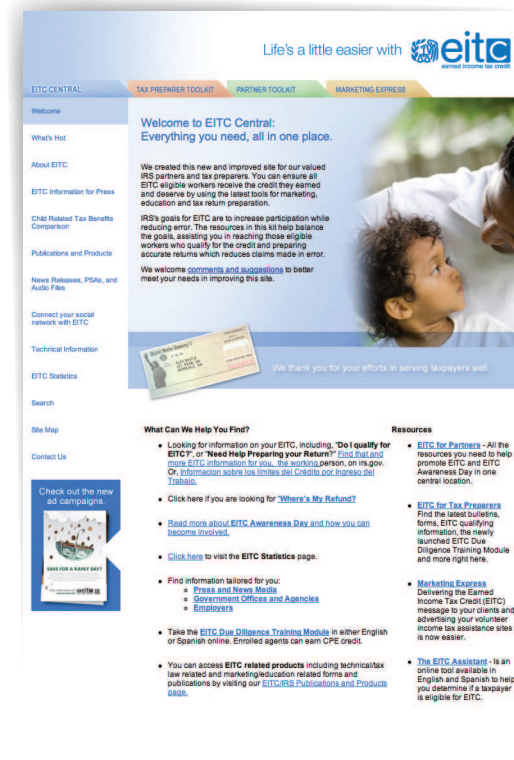 Life's a little easier with eitc
earned income tax credit
EITC CENTRAL
TAX PREPARER TOOLKIT
PARTNER TOOLKIT
MARKETING EXPRESS
Welcome
What's Hot
About EITC
EITC Information for Press
Child Related Tax Benefits
Comparison
Publications and Products
News Releases, PSAs, and
Audio Files
Connect your social
network with EITC
Technical Information
EITC Statistics
Search
Site Map
Contact Us
Check out the new
ad campaigns.
SAVE FOR A RAINY DAY?
Welcome to EITC Central:
Everything you need, all in one place.
We created this new and improved site for our valued
IRS partners and tax preparers. You can ensure all
EITC eligible workers receive the credit they earned
and deserve by using the latest tools for marketing,
education and tax return preparation.
IRS's goals for EITC are to increase participation while
reducing error. The resources in this kit help balance
the goals, assisting you in reaching those eligible
workers who qualify for the credit and preparing
accurate returns which reduces claims made in error.
We welcome comments and suggestions to better
meet your needs in improving this site.
We thank you for your efforts in serving taxpayers well.
What Can We Help You Find?
• Looking for information on your EITC, including, "Do I qualify for
EITC?", or "Need Help Preparing your Return?" Find that and
more EITC information for you, the working person, on irs.gov.
Or, Informacion sobre los límites del Crédito por Ingreso del
Trabajo.
• Click here if you are looking for "Where's My Refund?
• Read more about EITC Awareness Day and how you can
become involved.
• Click here to visit the EITC Statistics page.
• Find information tailored for you:
o Press and News Media
o Government Offices and Agencies
o Employers
• Take the EITC Due Diligence Training Module in either English
or Spanish online. Enrolled agents can earn CPE credit.
• You can access EITC related products including technical/tax
law related and marketing/education related forms and
publications by visiting our EITC/IRS Publications and Products
page.
Resources
• EITC for Partners - All the
resources you need to help
promote EITC and EITC
Awareness Day in one
central location.
• EITC for Tax Preparers
Find the latest bulletins,
forms, EITC qualifying
information, the newly
launched EITC Due
Diligence Training Module
and more right here.
• Marketing Express
Delivering the Earned
Income Tax Credit (EITC)
message to your clients and
advertising your volunteer
income tax assistance sites
is now easier.
• The EITC Assistant - Is an
online tool available in
English and Spanish to help
you determine if a taxpayer
is eligible for EITC.